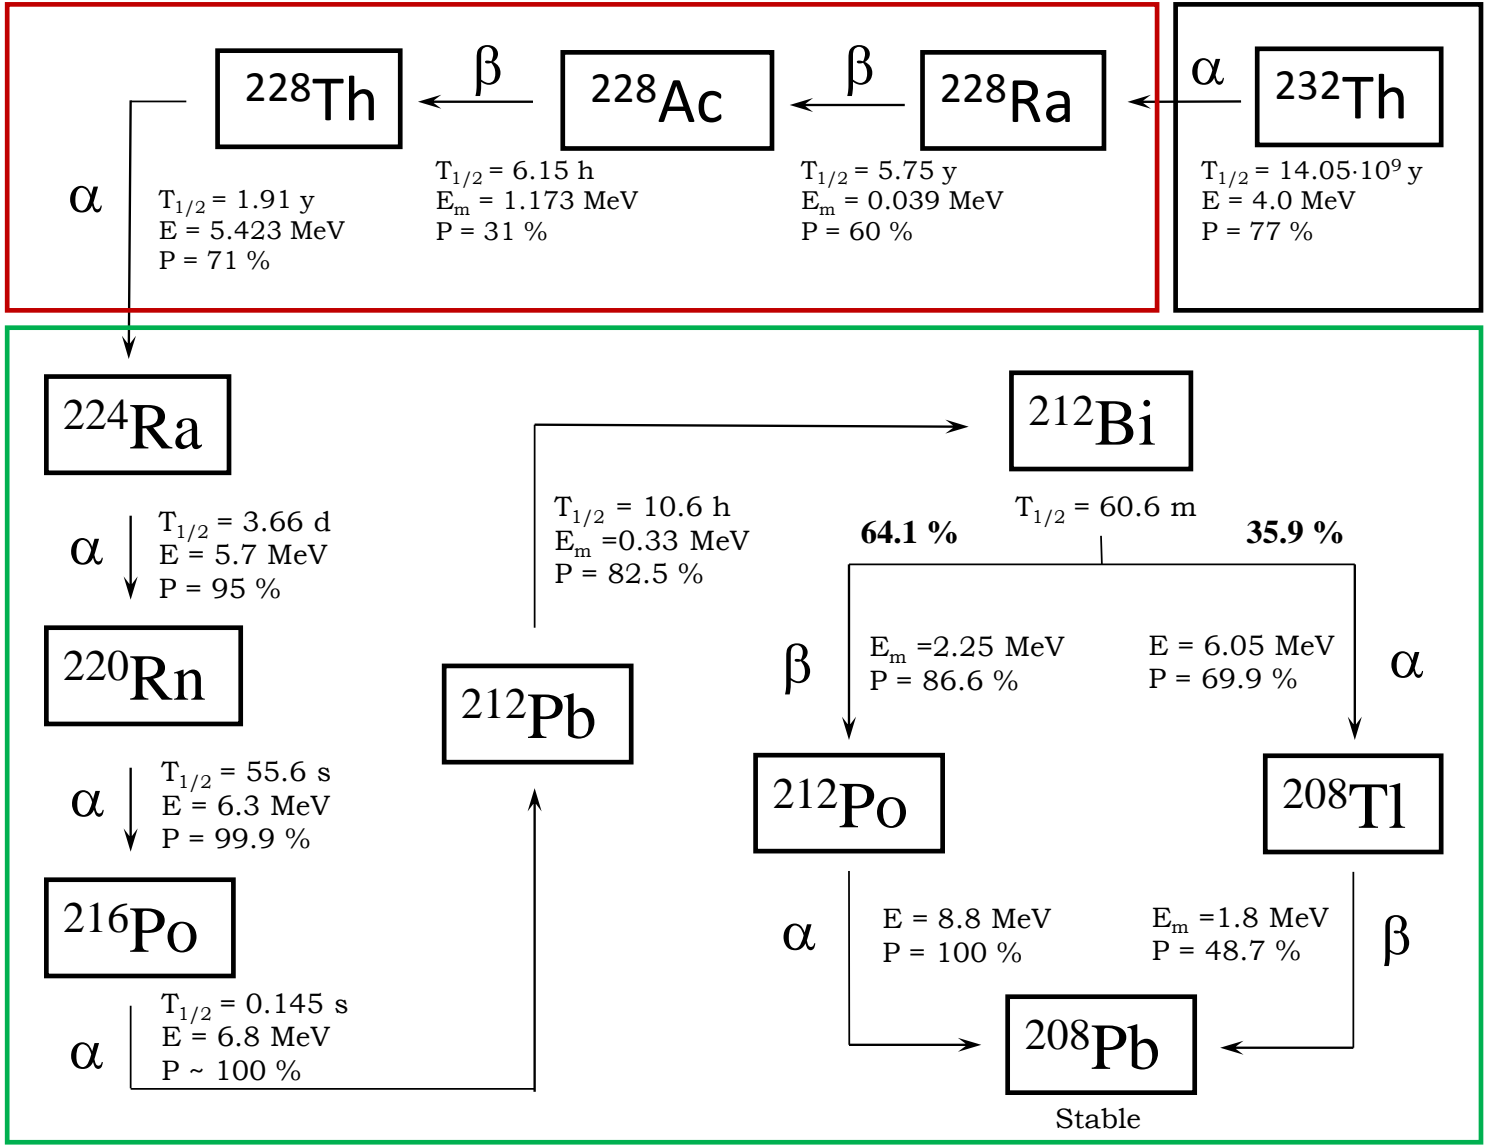 α
²²⁸Th
β
²²⁸Ac
β
²²⁸Ra
α
²³²Th
T1/2 = 1.91 y
E = 5.423 MeV
P = 71 %
T1/2 = 6.15 h
Em = 1.173 MeV
P = 31 %
T1/2 = 5.75 y
Em = 0.039 MeV
P = 60 %
T1/2 = 14.05·10⁹ y
E = 4.0 MeV
P = 77 %
²²⁴Ra
α
T1/2 = 3.66 d
E = 5.7 MeV
P = 95 %
²²⁰Rn
α
T1/2 = 55.6 s
E = 6.3 MeV
P = 99.9 %
²¹⁶Po
α
T1/2 = 0.145 s
E = 6.8 MeV
P ~ 100 %
²¹²Pb
T1/2 = 10.6 h
Em =0.33 MeV
P = 82.5 %
²¹²Bi
T1/2 = 60.6 m
64.1 %
35.9 %
β
Em =2.25 MeV
P = 86.6 %
E = 6.05 MeV
P = 69.9 %
α
²¹²Po
²⁰⁸Tl
α
E = 8.8 MeV
P = 100 %
Em =1.8 MeV
P = 48.7 %
β
²⁰⁸Pb
Stable